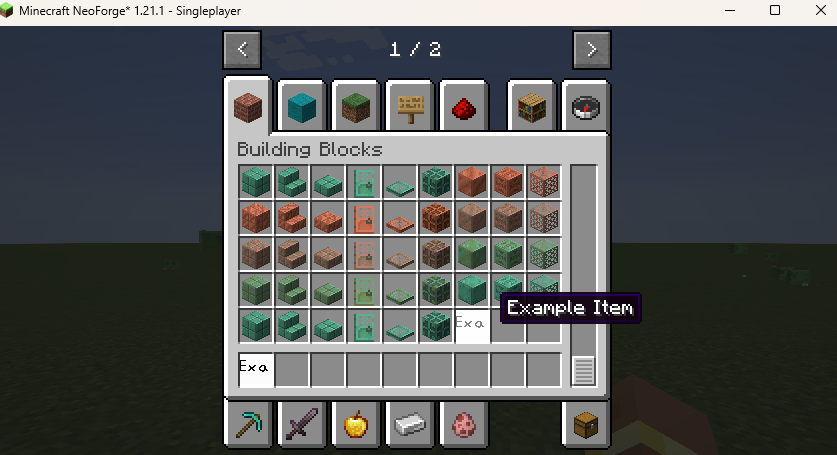 Minecraft NeoForge* 1.21.1 - Singleplayer
1 / 2
Building Blocks
Example Item
Exa
Exa